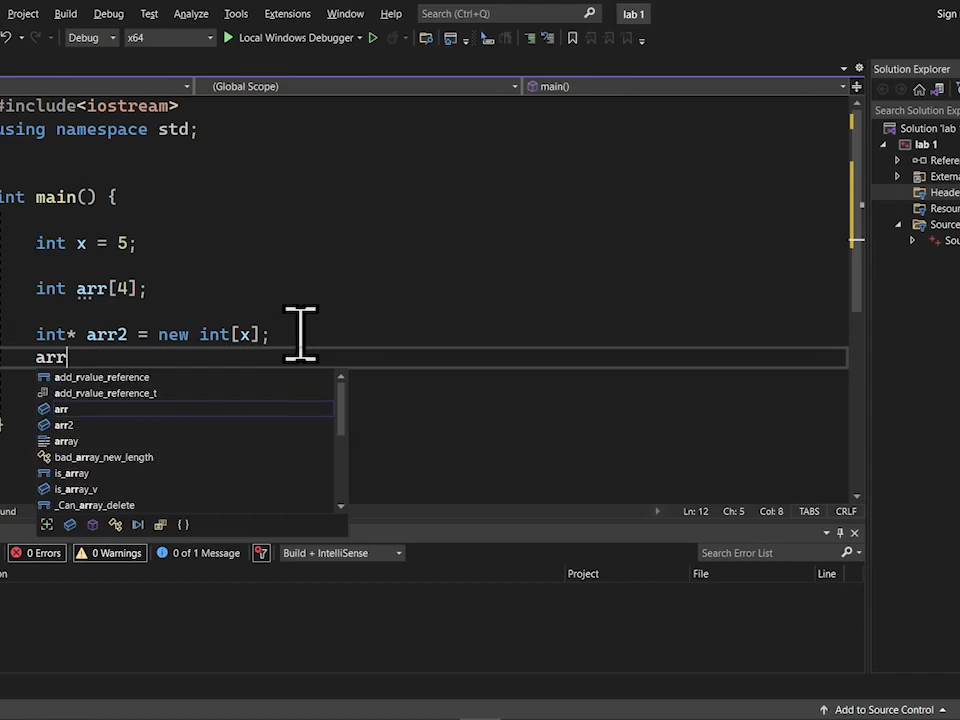 Project Build Debug Test Analyze Tools Extensions Window Help Search (Ctrl+Q) lab 1 Sign
Debug x64 Local Windows Debugger
(Global Scope) main()
Solution Explorer
#include<iostream>
using namespace std;
Search Solution Exp
Solution 'lab
lab 1
Refere
Externa
Heade
Resour
Source
Sou
int main() {
int x = 5;
int arr[4];
int* arr2 = new int[x];
arr
add_rvalue_reference
add_rvalue_reference_t
arr
arr2
array
bad_array_new_length
is_array
is_array_v
_Can_array_delete
}
ound Ln: 12 Ch: 5 Col: 8 TABS CRLF
0 Errors 0 Warnings 0 of 1 Message Build + IntelliSense Search Error List
on Project File Line
Add to Source Control